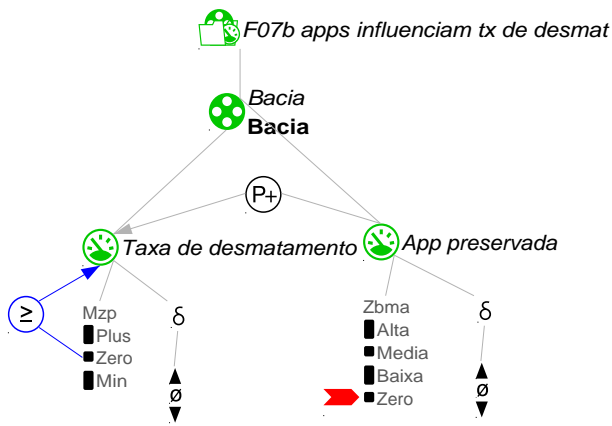 F07b apps influenciam tx de desmat
Bacia
Bacia
P+
Taxa de desmatamento
App preservada
≥
Mzp
Plus
Zero
Min
δ
ø
Zbma
Alta
Media
Baixa
Zero
δ
ø